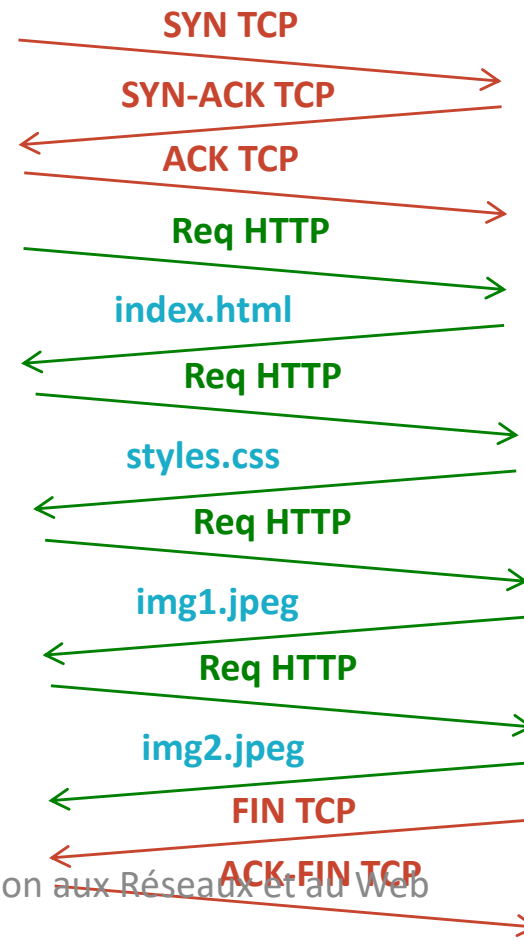 SYN TCP
SYN-ACK TCP
ACK TCP
Req HTTP
index.html
Req HTTP
styles.css
Req HTTP
img1.jpeg
Req HTTP
img2.jpeg
FIN TCP
ACK-FIN TCP
on aux Réseaux et au Web